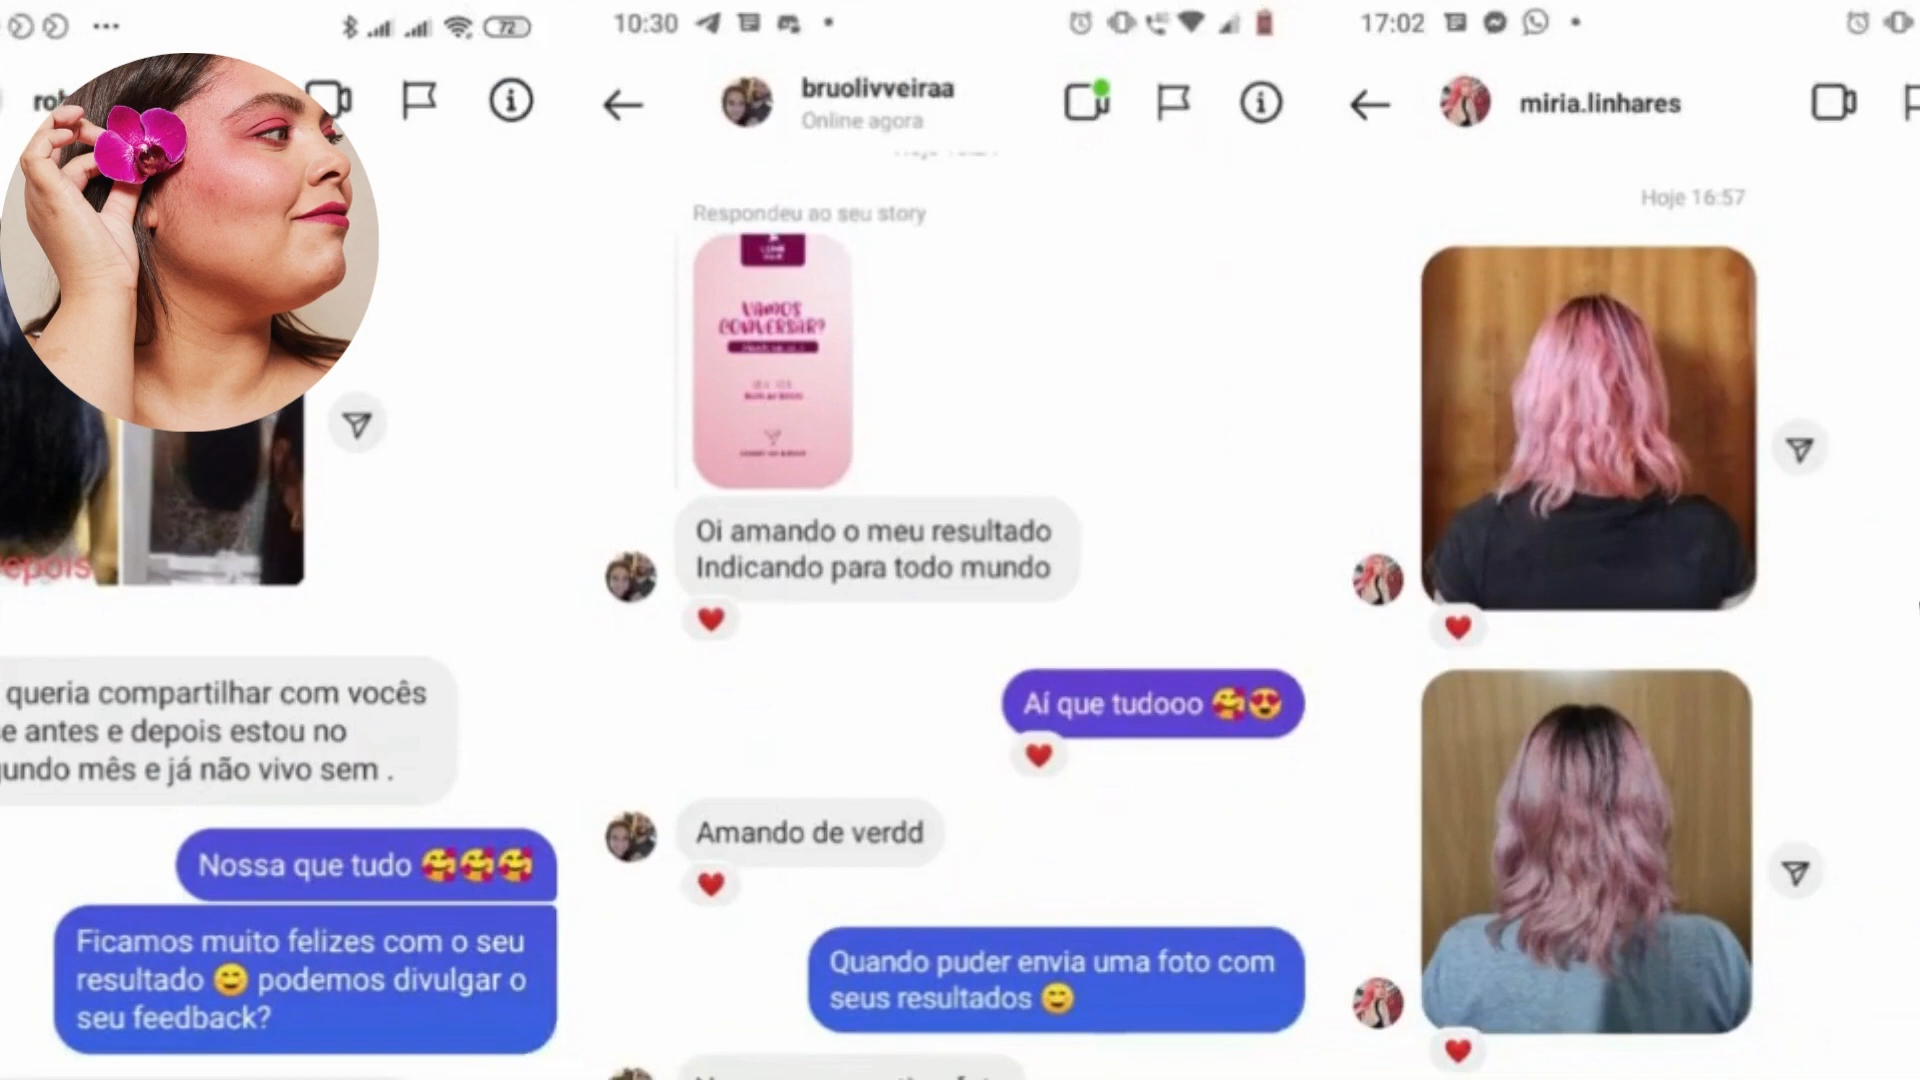 72
epois
queria compartilhar com vocês
e antes e depois estou no
undo mês e já não vivo sem .
Nossa que tudo 🥰🥰🥰
Ficamos muito felizes com o seu
resultado 😊 podemos divulgar o
seu feedback?
10:30
bruolivveiraa
Online agora
Respondeu ao seu story
VAMOS
CONVERSAR?
Oi amando o meu resultado
Indicando para todo mundo
Aí que tudooo 🥰😍
Amando de verdd
Quando puder envia uma foto com
seus resultados 😊
17:02
miria.linhares
Hoje 16:57